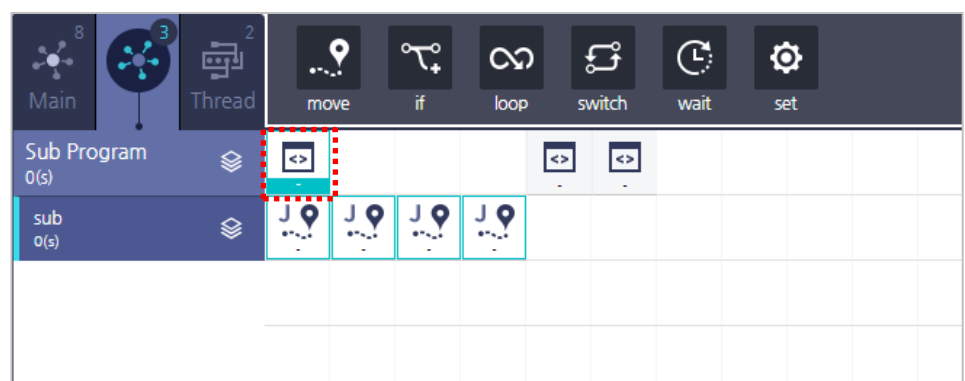 8
3
2
Main
Thread
move
if
loop
switch
wait
set
Sub Program
0(s)
<>
-
<>
-
<>
-
sub
0(s)
J
-
J
-
J
-
J
-